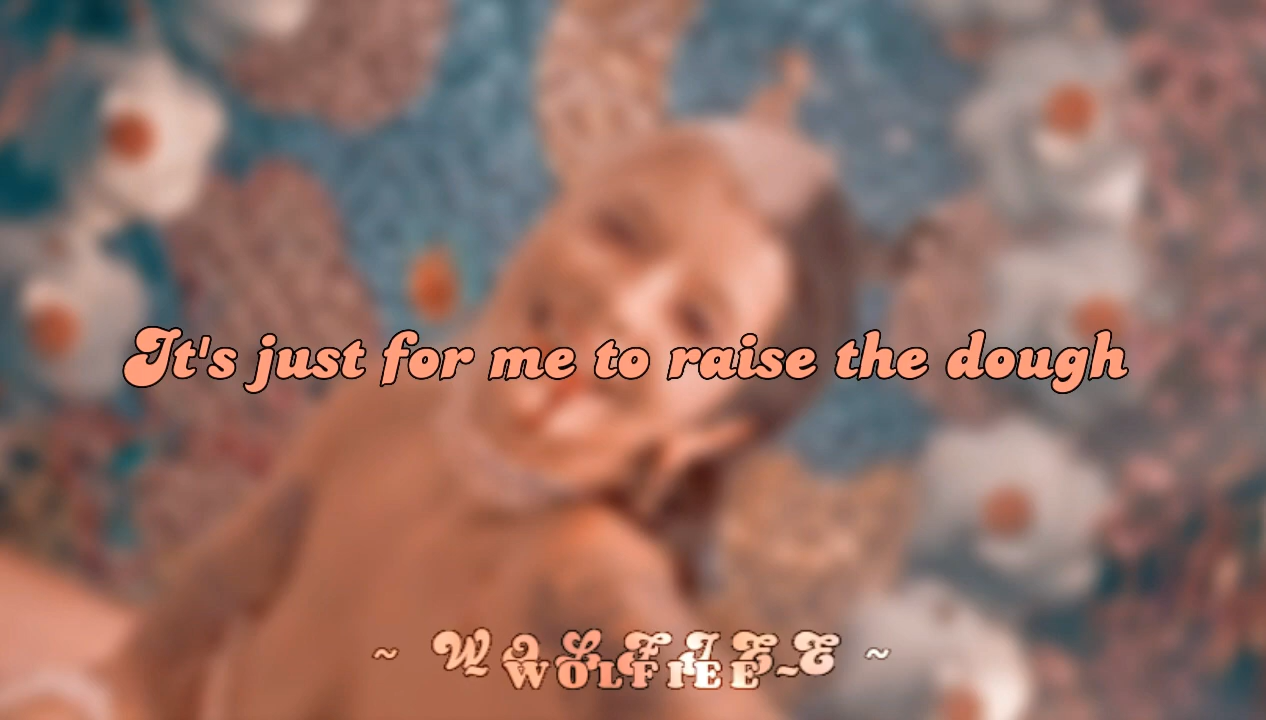 It's just for me to raise the dough
~ W O L F I E E ~
WOLFIEE~